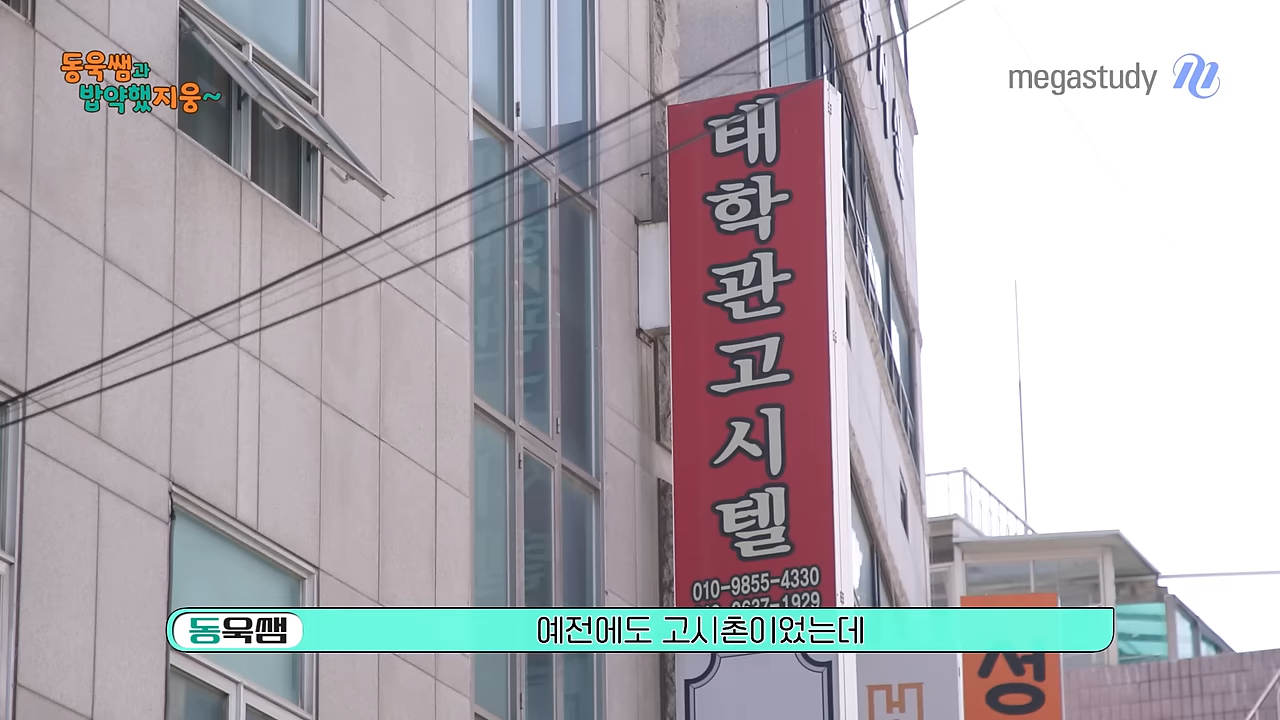 동욱쌤과
밥약했지웅~
megastudy
태학관고시텔
010-9855-4330
동욱쌤
예전에도 고시촌이었는데
성